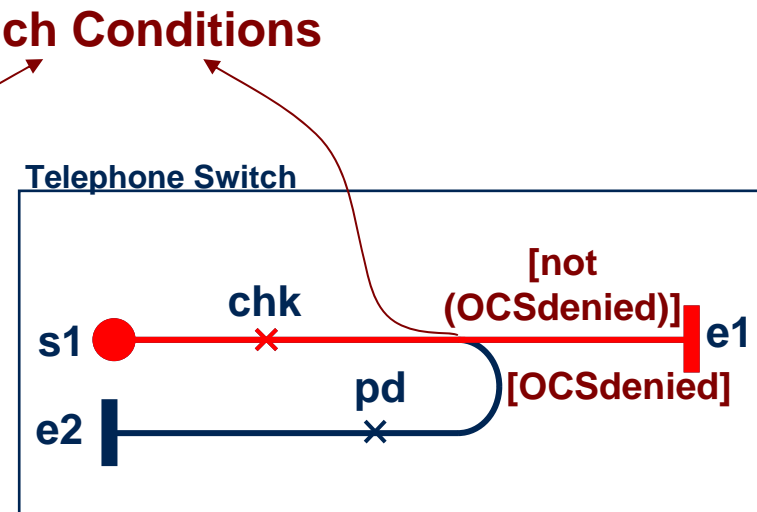 ch Conditions
Telephone Switch
[not
(OCSdenied)]
chk
s1
e1
[OCSdenied]
pd
e2